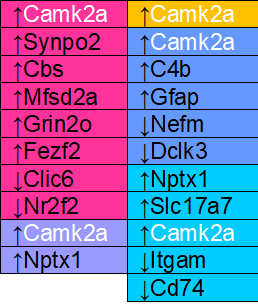 ↑Camk2a ↑Camk2a
↑Synpo2 ↑Camk2a
↑Cbs ↑C4b
↑Mfsd2a ↑Gfap
↑Grin2o ↓Nefm
↑Fezf2 ↓Dclk3
↓Clic6 ↑Nptx1
↓Nr2f2 ↑Slc17a7
↑Camk2a ↑Camk2a
↑Nptx1 ↓Itgam
↓Cd74